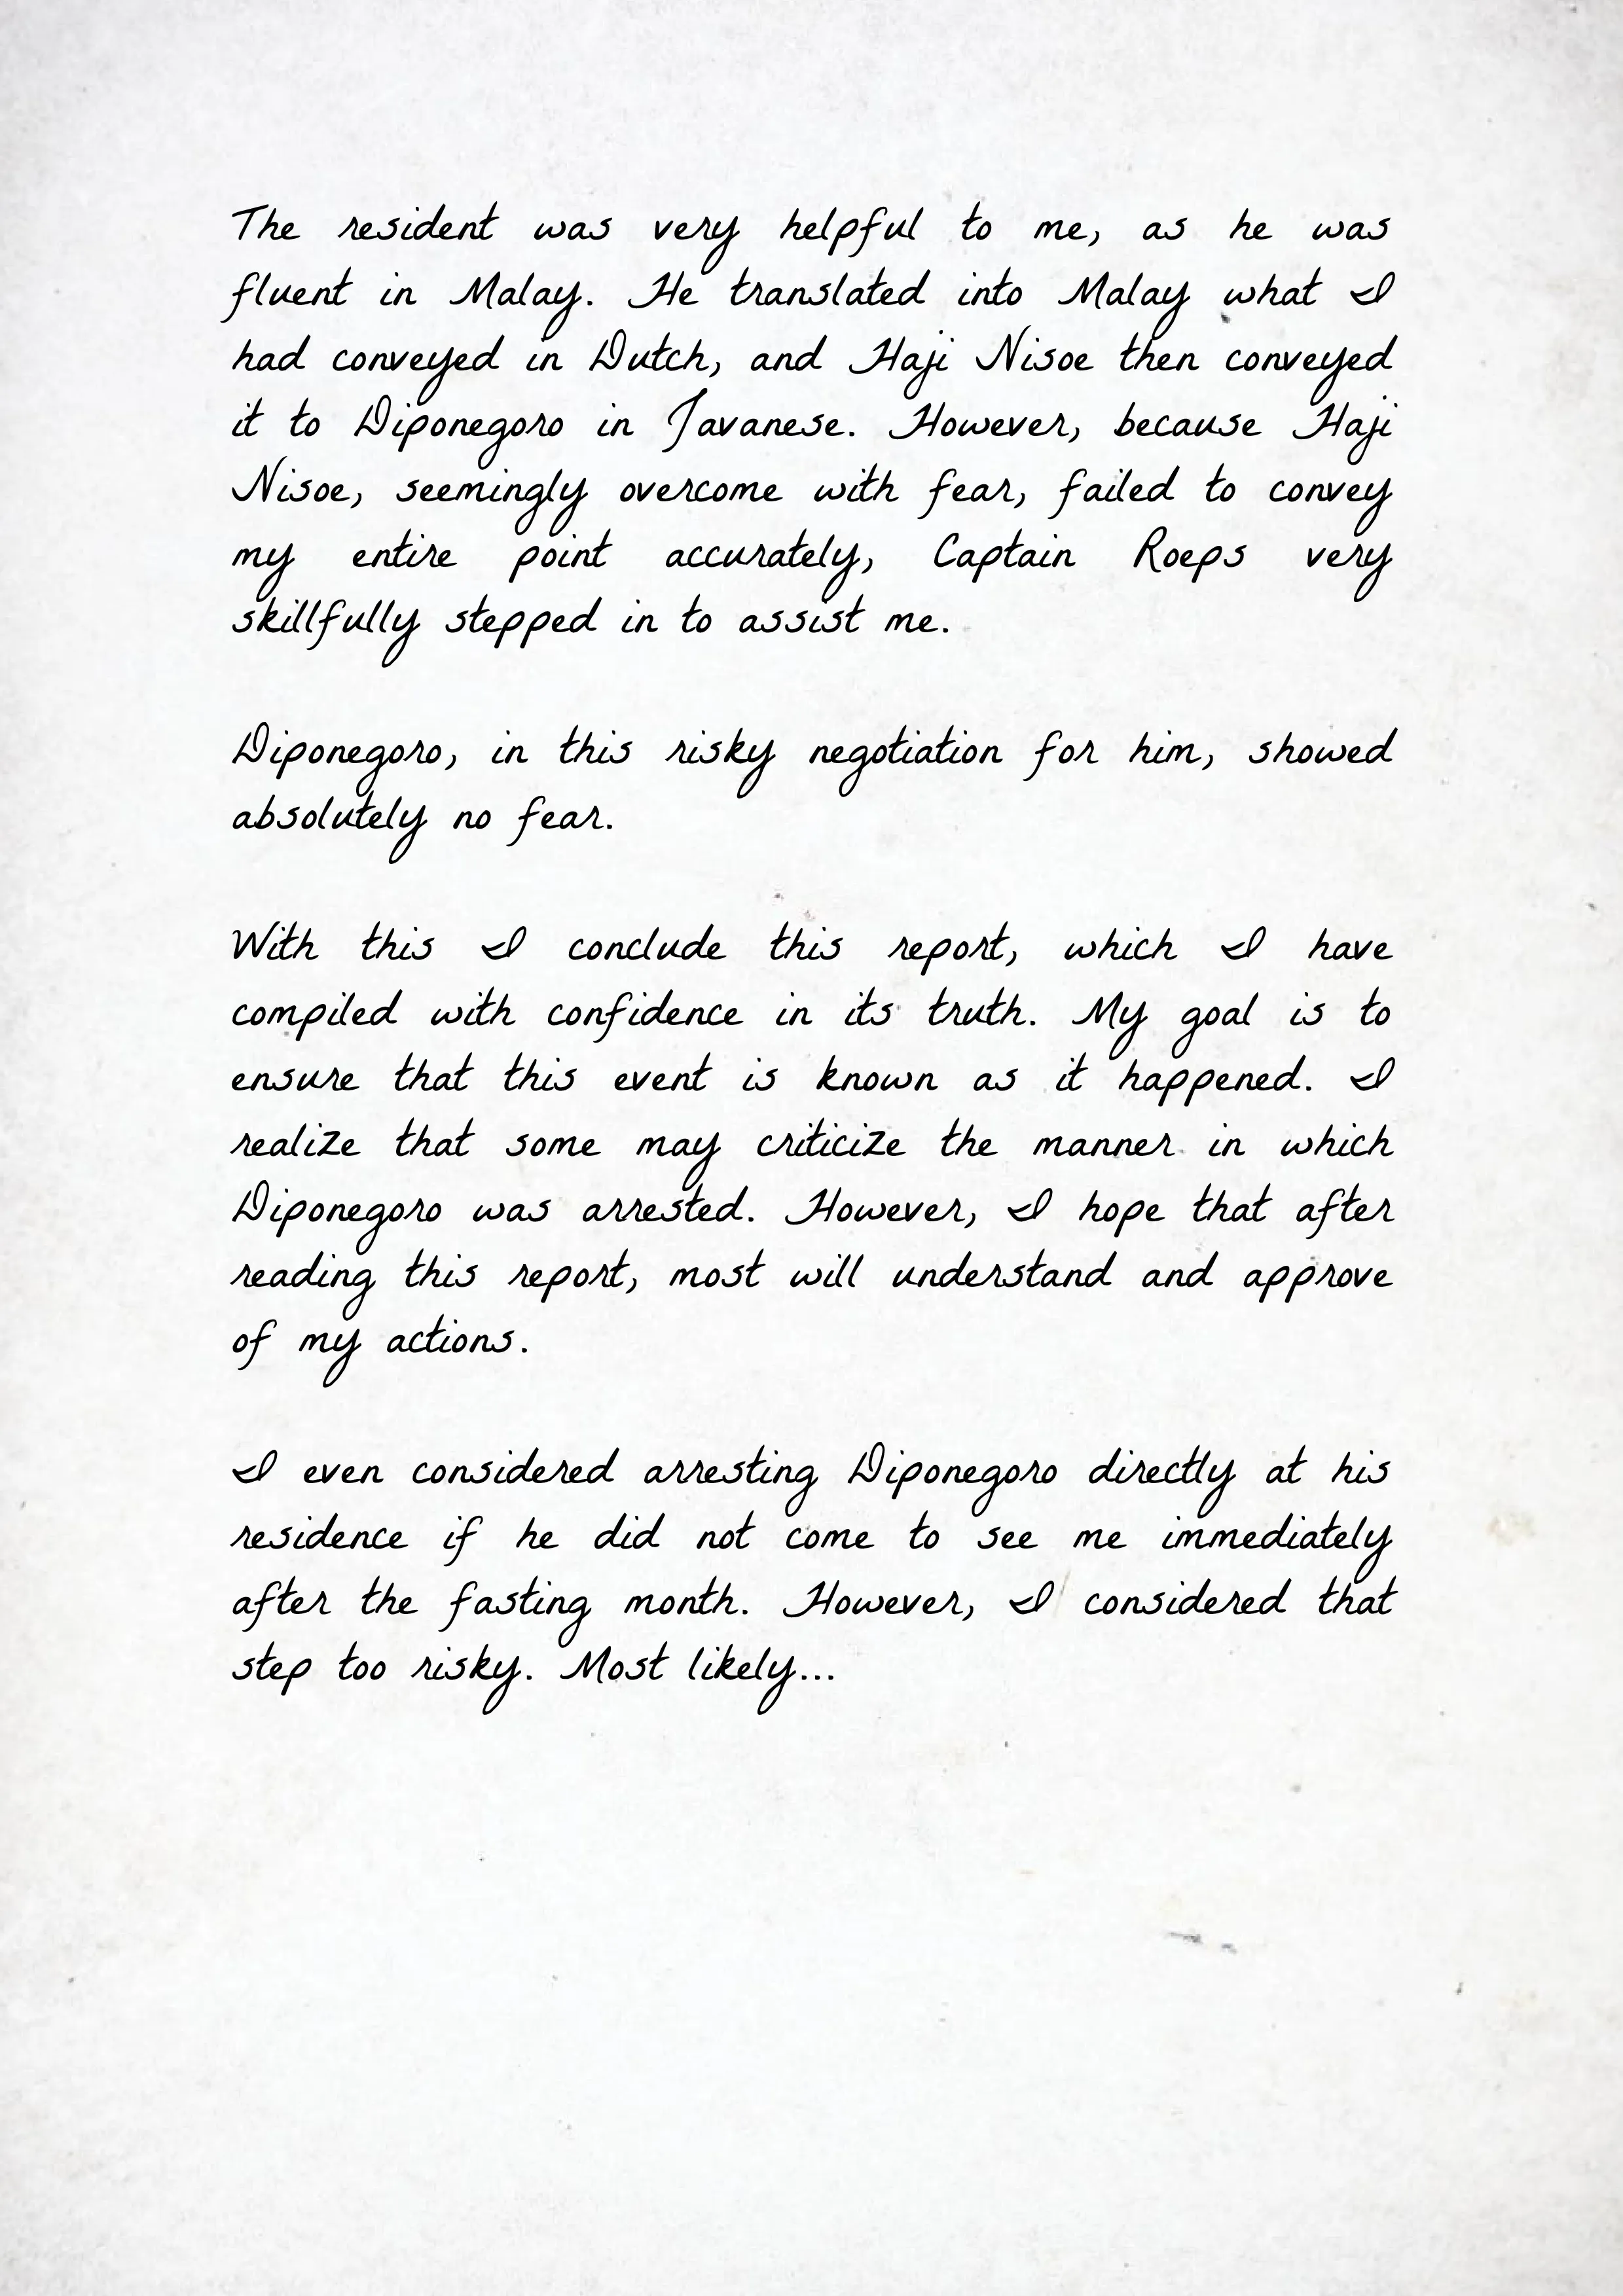 The resident was very helpful to me, as he was
fluent in Malay. He translated into Malay what I
had conveyed in Dutch, and Haji Nisoe then conveyed
it to Diponegoro in Javanese. However, because Haji
Nisoe, seemingly overcome with fear, failed to convey
my entire point accurately, Captain Roeps very
skillfully stepped in to assist me.
Diponegoro, in this risky negotiation for him, showed
absolutely no fear.
With this I conclude this report, which I have
compiled with confidence in its truth. My goal is to
ensure that this event is known as it happened. I
realize that some may criticize the manner in which
Diponegoro was arrested. However, I hope that after
reading this report, most will understand and approve
of my actions.
I even considered arresting Diponegoro directly at his
residence if he did not come to see me immediately
after the fasting month. However, I considered that
step too risky. Most likely...